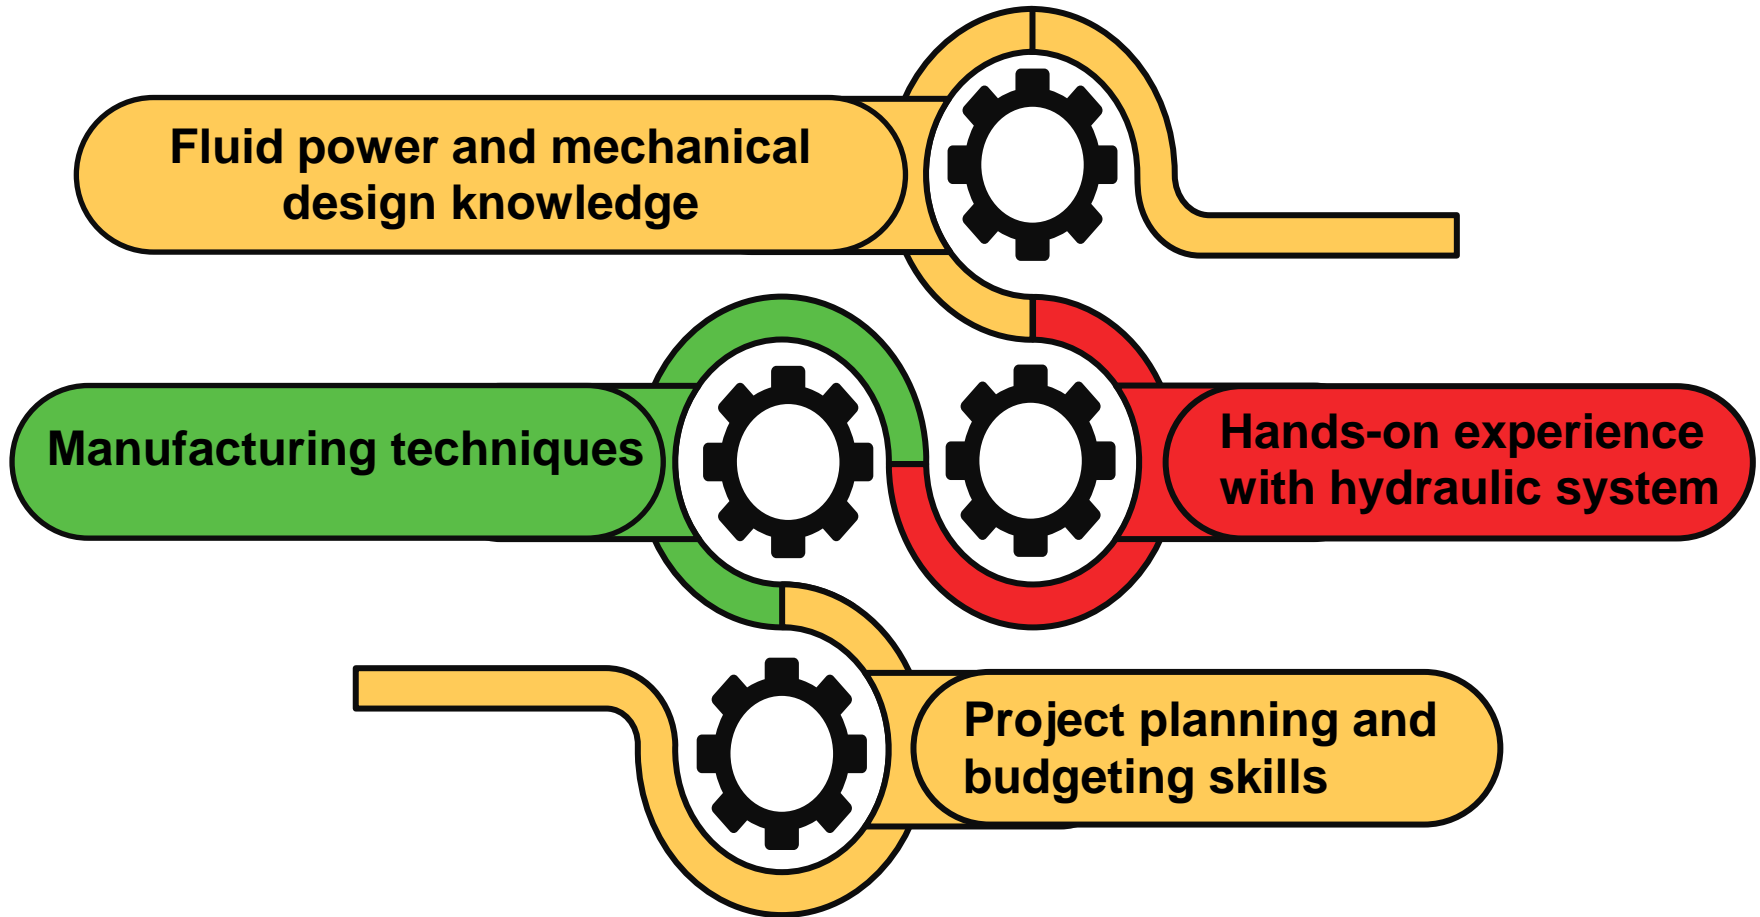 Fluid power and mechanical
design knowledge
Manufacturing techniques
Hands-on experience
with hydraulic system
Project planning and
budgeting skills